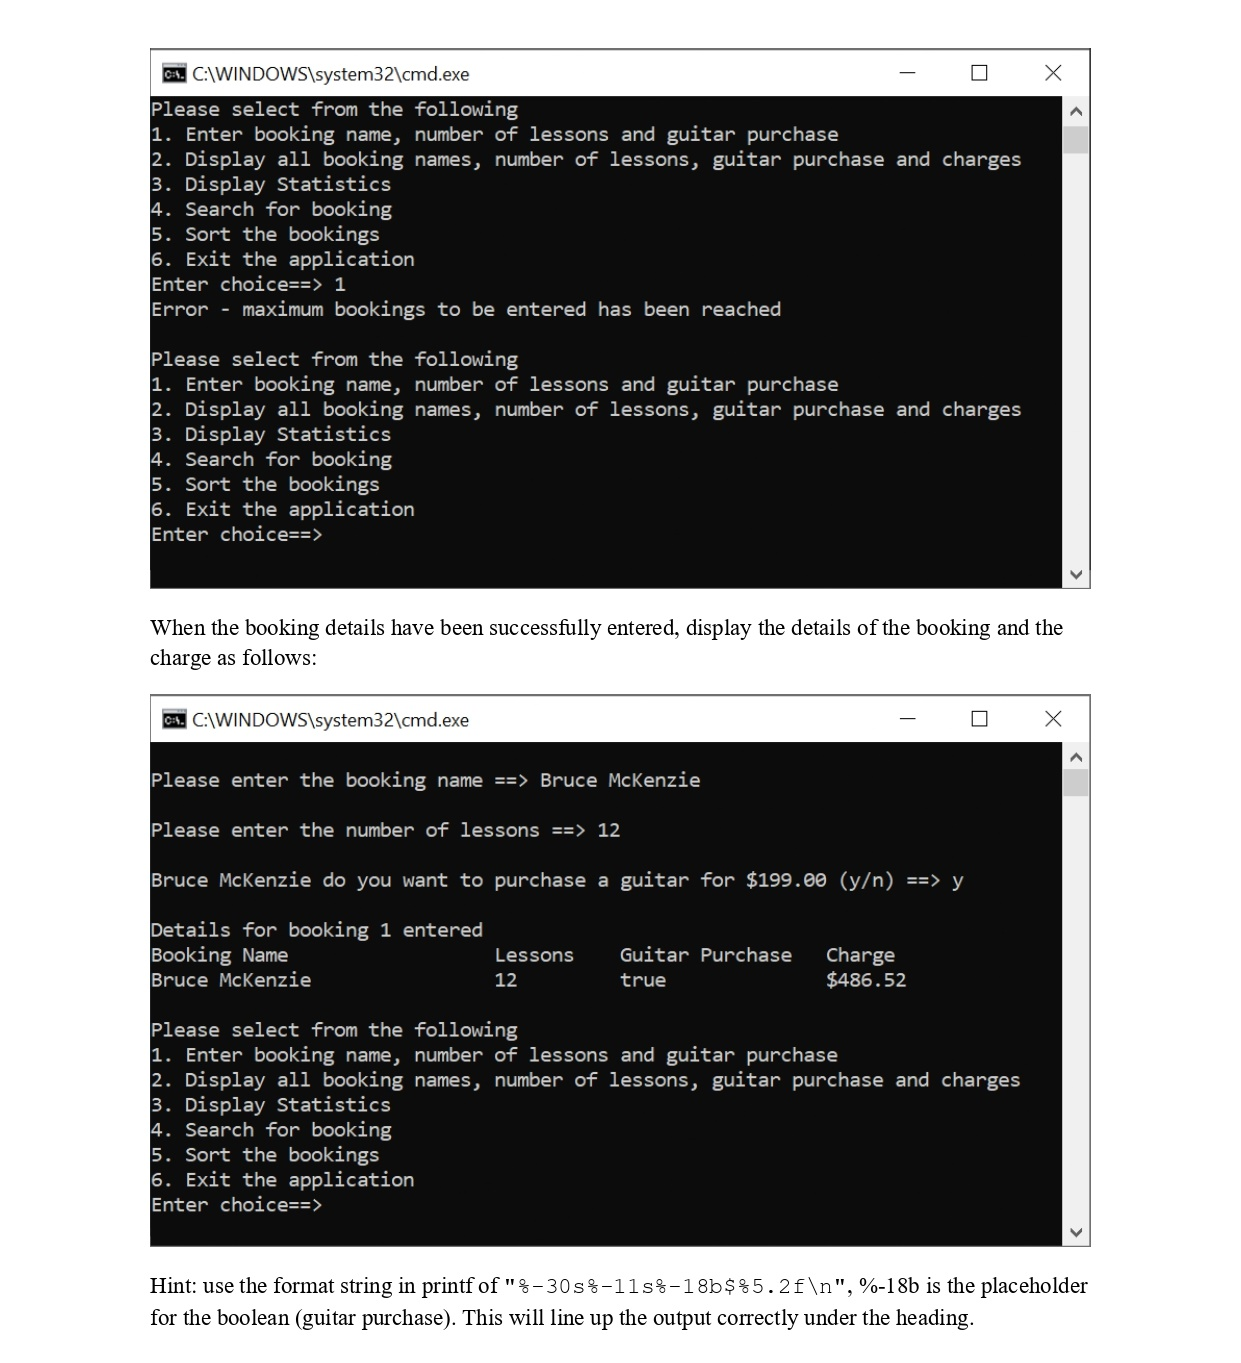 C:\WINDOWS\system32\cmd.exe
Please select from the following
1. Enter booking name, number of lessons and guitar purchase
2. Display all booking names, number of lessons, guitar purchase and charges
3. Display Statistics
4. Search for booking
5. Sort the bookings
6. Exit the application
Enter choice==> 1
Error - maximum bookings to be entered has been reached
Please select from the following
1. Enter booking name, number of lessons and guitar purchase
2. Display all booking names, number of lessons, guitar purchase and charges
3. Display Statistics
4. Search for booking
5. Sort the bookings
6. Exit the application
Enter choice==>
When the booking details have been successfully entered, display the details of the booking and the
charge as follows:
C:\WINDOWS\system32\cmd.exe
Please enter the booking name ==> Bruce McKenzie
Please enter the number of lessons ==> 12
Bruce McKenzie do you want to purchase a guitar for $199.00 (y/n) ==> y
Details for booking 1 entered
Booking Name Lessons Guitar Purchase Charge
Bruce McKenzie 12 true $486.52
Please select from the following
1. Enter booking name, number of lessons and guitar purchase
2. Display all booking names, number of lessons, guitar purchase and charges
3. Display Statistics
4. Search for booking
5. Sort the bookings
6. Exit the application
Enter choice==>
Hint: use the format string in printf of "%-30s%-11s%-18b$%5.2f\n", %-18b is the placeholder
for the boolean (guitar purchase). This will line up the output correctly under the heading.